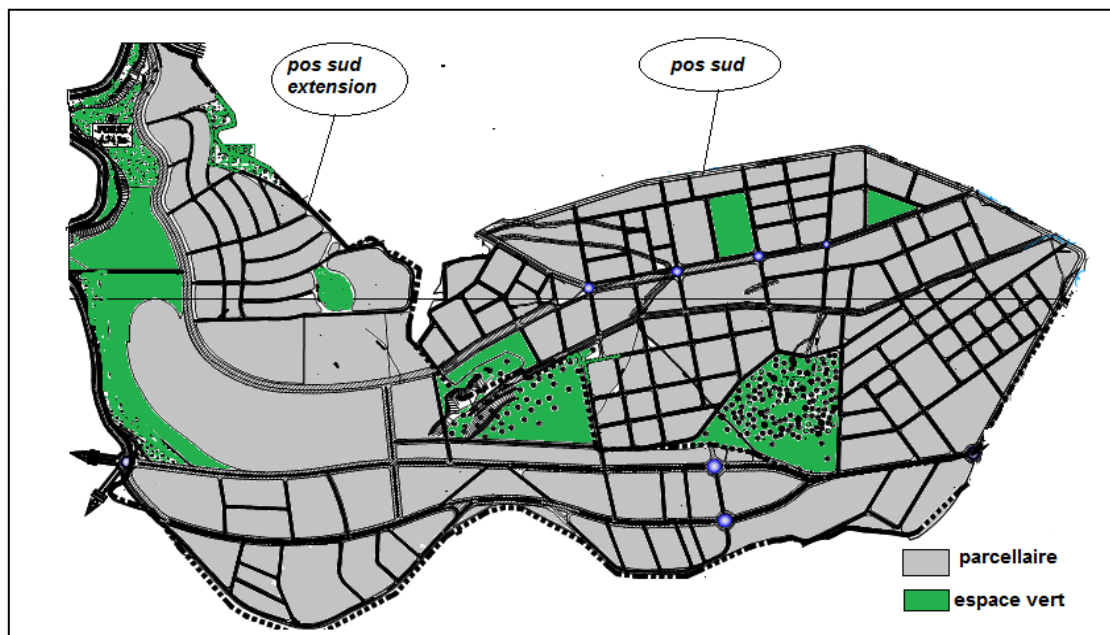 pos sud
extension
pos sud
parcellaire
espace vert